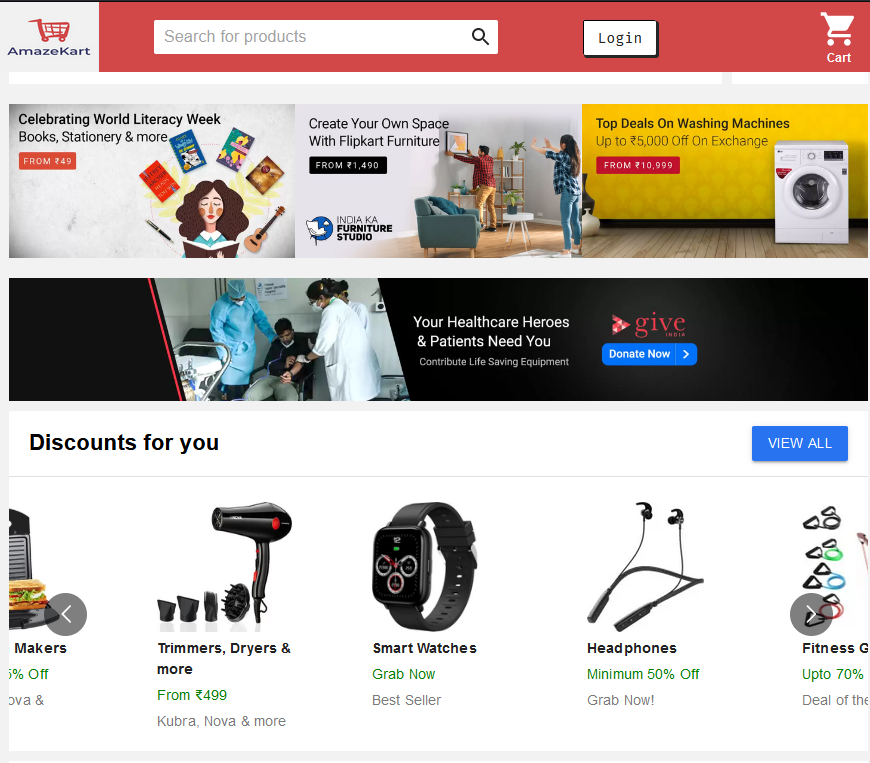 AmazeKart
Search for products
Login
Cart
Celebrating World Literacy Week
Books, Stationery & more
FROM ₹49
Create Your Own Space
With Flipkart Furniture
FROM ₹1,490
INDIA KA
FURNITURE
STUDIO
Top Deals On Washing Machines
Up to ₹5,000 Off On Exchange
FROM ₹10,999
Your Healthcare Heroes
& Patients Need You
Contribute Life Saving Equipment
give
INDIA
Donate Now
Discounts for you
VIEW ALL
Makers
5% Off
ova &
Trimmers, Dryers &
more
From ₹499
Kubra, Nova & more
Smart Watches
Grab Now
Best Seller
Headphones
Minimum 50% Off
Grab Now!
Fitness G
Upto 70%
Deal of the